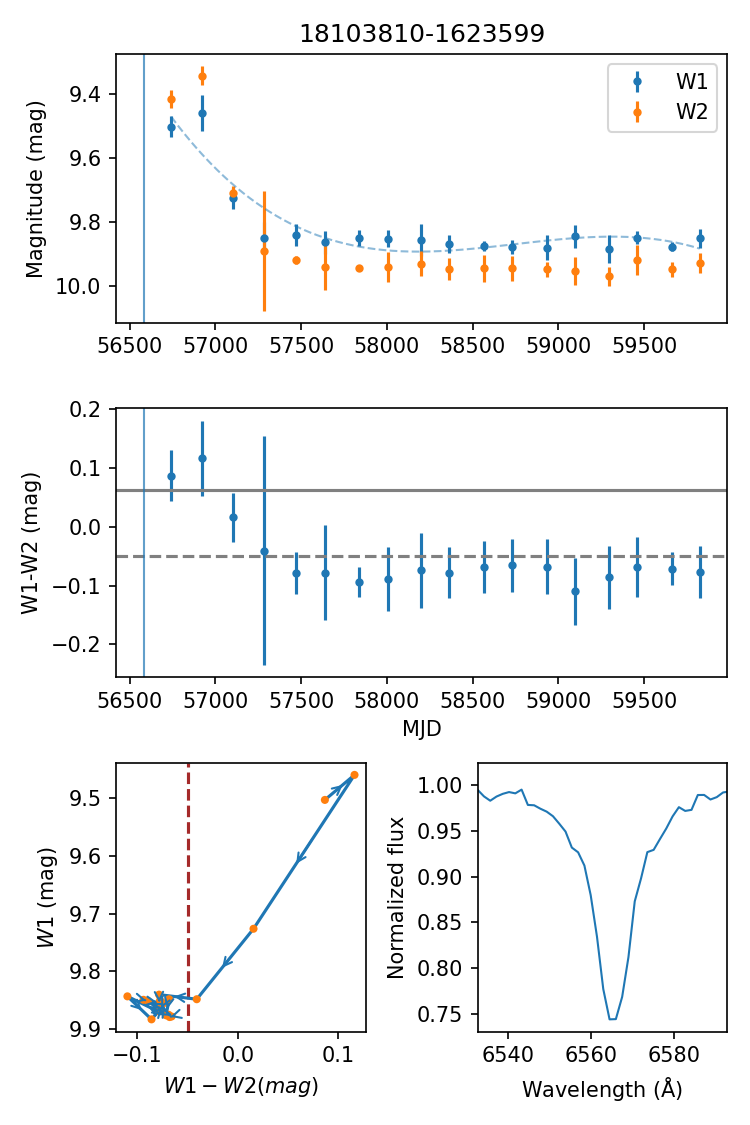 18103810-1623599
W1
W2
Magnitude (mag)
9.4
9.6
9.8
10.0
56500 57000 57500 58000 58500 59000 59500
W1-W2 (mag)
0.2
0.1
0.0
−0.1
−0.2
56500 57000 57500 58000 58500 59000 59500
MJD
W1 (mag)
9.5
9.6
9.7
9.8
9.9
−0.1 0.0 0.1
W1 − W2(mag)
Normalized flux
1.00
0.95
0.90
0.85
0.80
0.75
6540 6560 6580
Wavelength (Å)